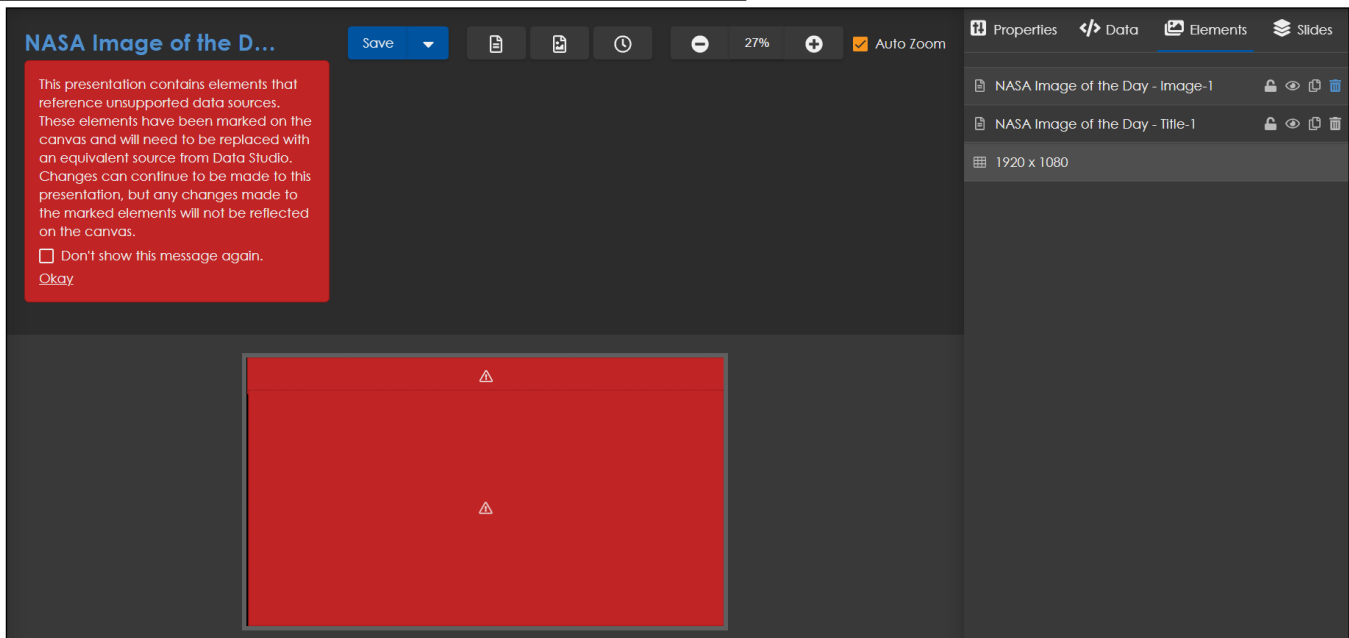 NASA Image of the D...
Save
27%
Auto Zoom
Properties
</> Data
Elements
Slides
This presentation contains elements that
reference unsupported data sources.
These elements have been marked on the
canvas and will need to be replaced with
an equivalent source from Data Studio.
Changes can continue to be made to this
presentation, but any changes made to
the marked elements will not be reflected
on the canvas.
Don't show this message again.
Okay
NASA Image of the Day - Image-1
NASA Image of the Day - Title-1
1920 x 1080